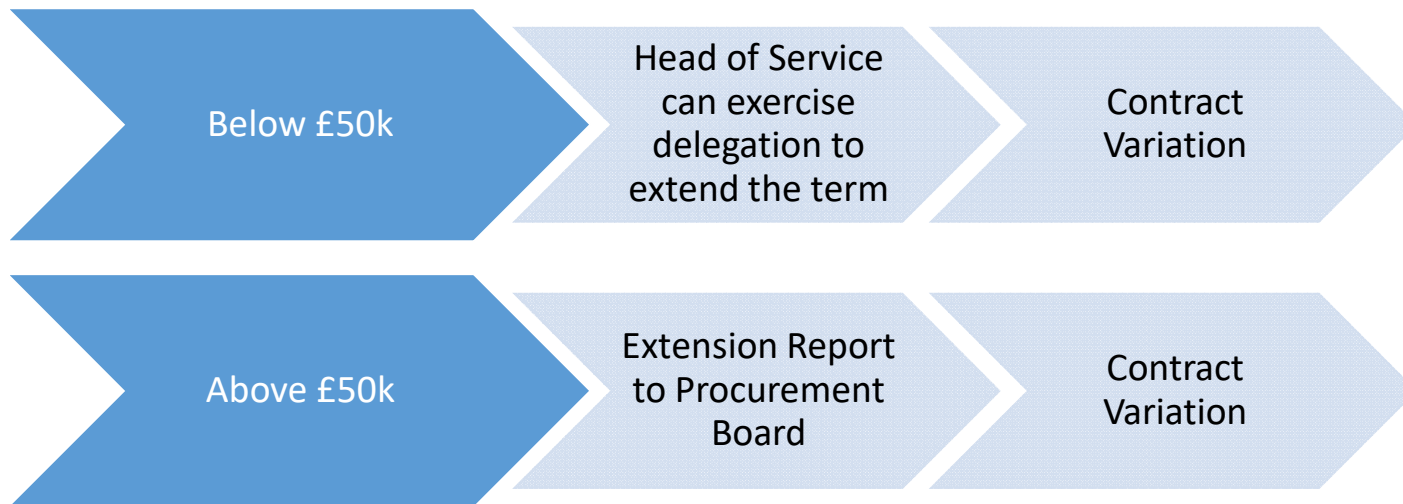 Below £50k
Head of Service
can exercise
delegation to
extend the term
Contract
Variation
Above £50k
Extension Report
to Procurement
Board
Contract
Variation